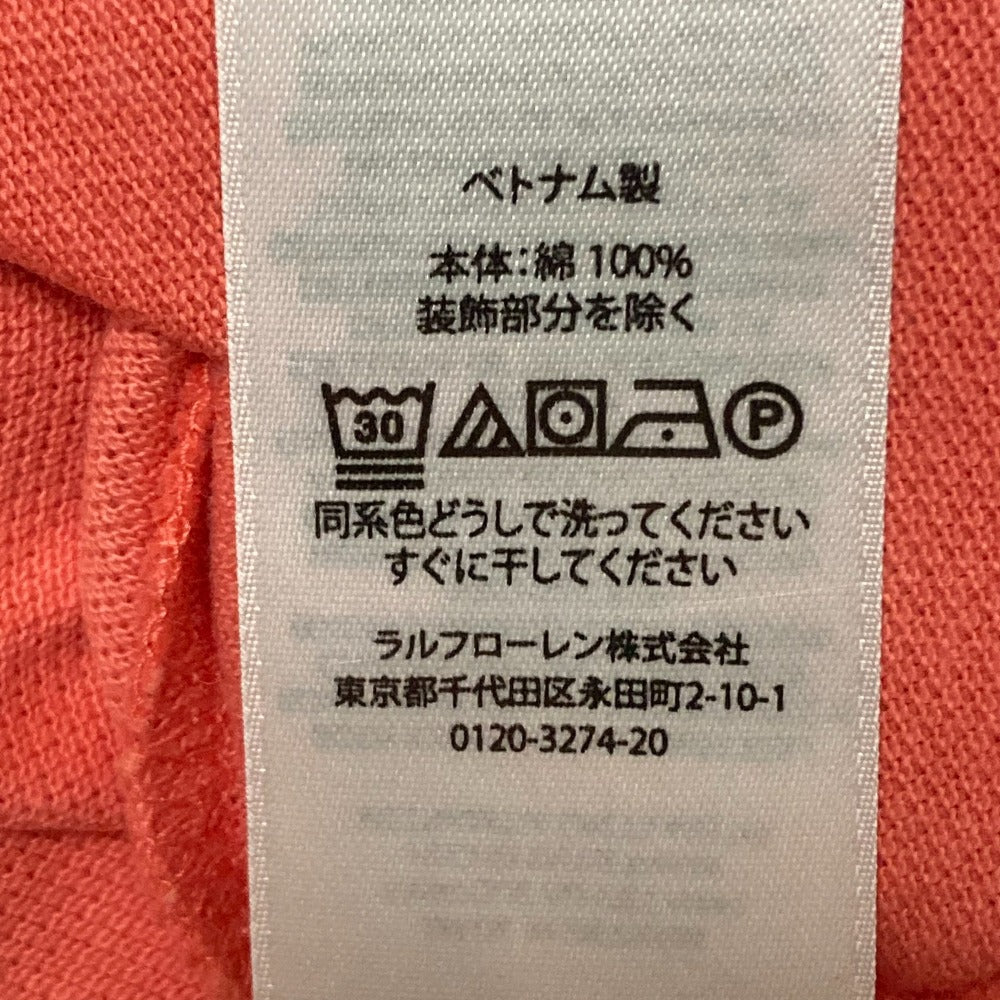 ベトナム製
本体：綿 100%
装飾部分を除く
30 P
同系色どうしで洗ってください
すぐに干してください
ラルフローレン株式会社
東京都千代田区永田町2-10-1
0120-3274-20